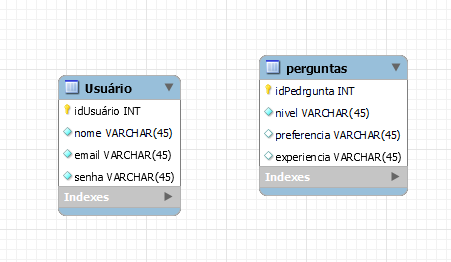 Usuário
idUsuário INT
nome VARCHAR(45)
email VARCHAR(45)
senha VARCHAR(45)
Indexes
perguntas
idPedrgunta INT
nivel VARCHAR(45)
preferencia VARCHAR(45)
experiencia VARCHAR(45)
Indexes